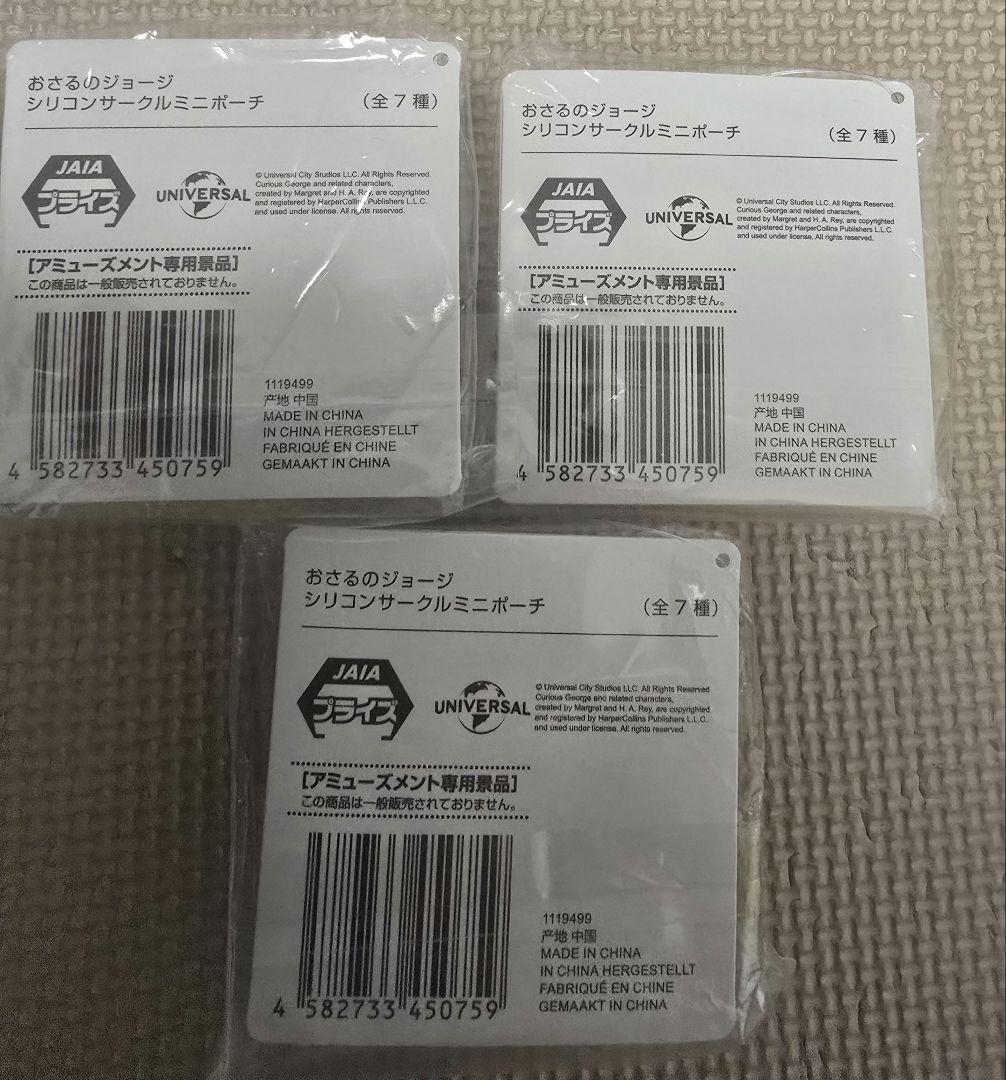 おさるのジョージ
シリコンサークルミニポーチ (全7種)
JAIA
プライズ
UNIVERSAL
© Universal City Studios LLC. All Rights Reserved.
Curious George and related characters,
created by Margret and H. A. Rey, are copyrighted
and registered by HarperCollins Publishers L.L.C.
and used under license. All rights reserved.
[アミューズメント専用景品]
この商品は一般販売されておりません。
1119499
产地 中国
MADE IN CHINA
IN CHINA HERGESTELLT
FABRIQUÉ EN CHINE
GEMAAKT IN CHINA
4 582733 450759
おさるのジョージ
シリコンサークルミニポーチ (全7種)
JAIA
プライズ
UNIVERSAL
© Universal City Studios LLC. All Rights Reserved.
Curious George and related characters,
created by Margret and H. A. Rey, are copyrighted
and registered by HarperCollins Publishers L.L.C.
and used under license. All rights reserved.
[アミューズメント専用景品]
この商品は一般販売されておりません。
1119499
产地 中国
MADE IN CHINA
IN CHINA HERGESTELLT
FABRIQUÉ EN CHINE
GEMAAKT IN CHINA
4 582733 450759
おさるのジョージ
シリコンサークルミニポーチ (全7種)
JAIA
プライズ
UNIVERSAL
© Universal City Studios LLC. All Rights Reserved.
Curious George and related characters,
created by Margret and H. A. Rey, are copyrighted
and registered by HarperCollins Publishers L.L.C.
and used under license. All rights reserved.
[アミューズメント専用景品]
この商品は一般販売されておりません。
1119499
产地 中国
MADE IN CHINA
IN CHINA HERGESTELLT
FABRIQUÉ EN CHINE
GEMAAKT IN CHINA
4 582733 450759